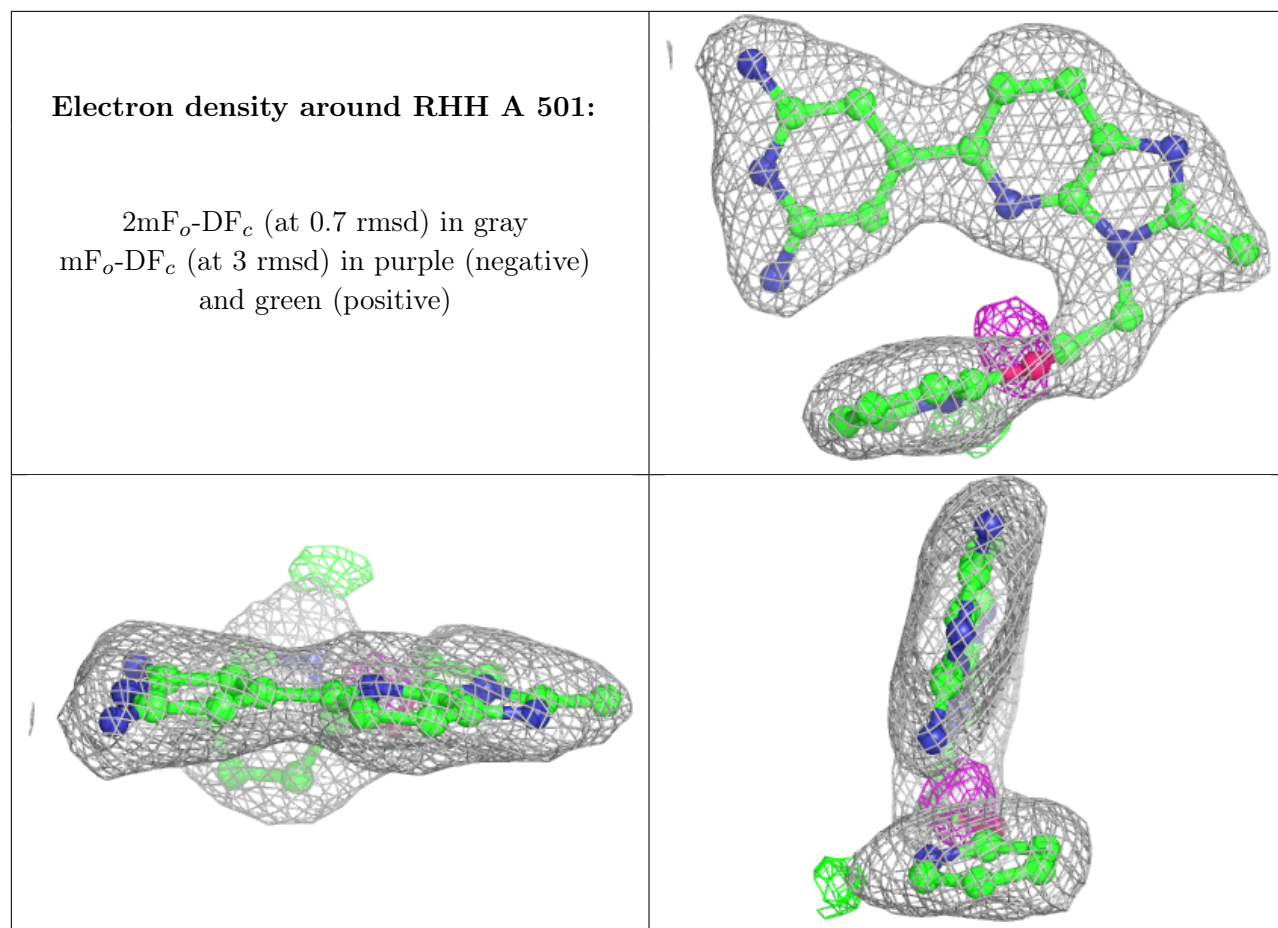 Electron density around RHH A 501:
2mFₒ-DF𝒸 (at 0.7 rmsd) in gray
mFₒ-DF𝒸 (at 3 rmsd) in purple (negative)
and green (positive)